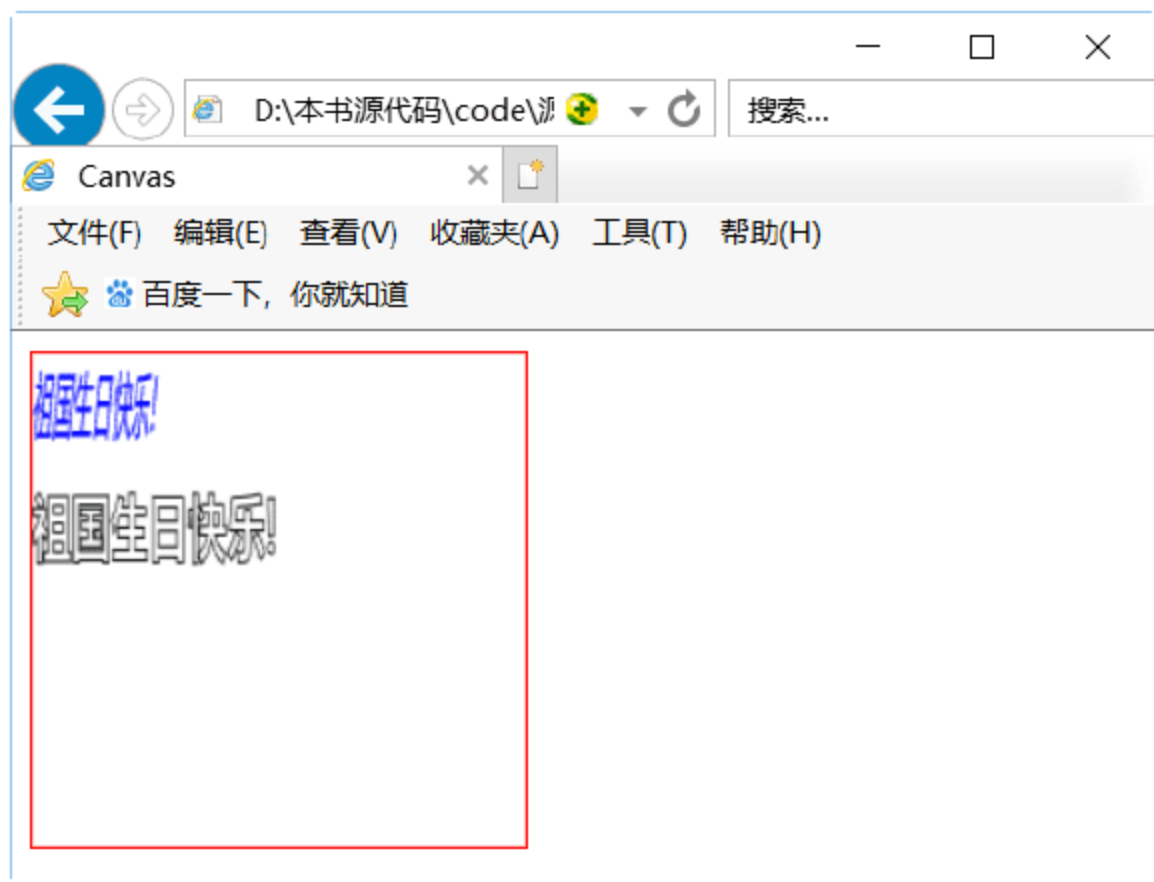 D:\本书源代码\code\源
搜索...
Canvas
文件(F) 编辑(E) 查看(V) 收藏夹(A) 工具(T) 帮助(H)
百度一下，你就知道
祖国生日快乐!
祖国生日快乐!